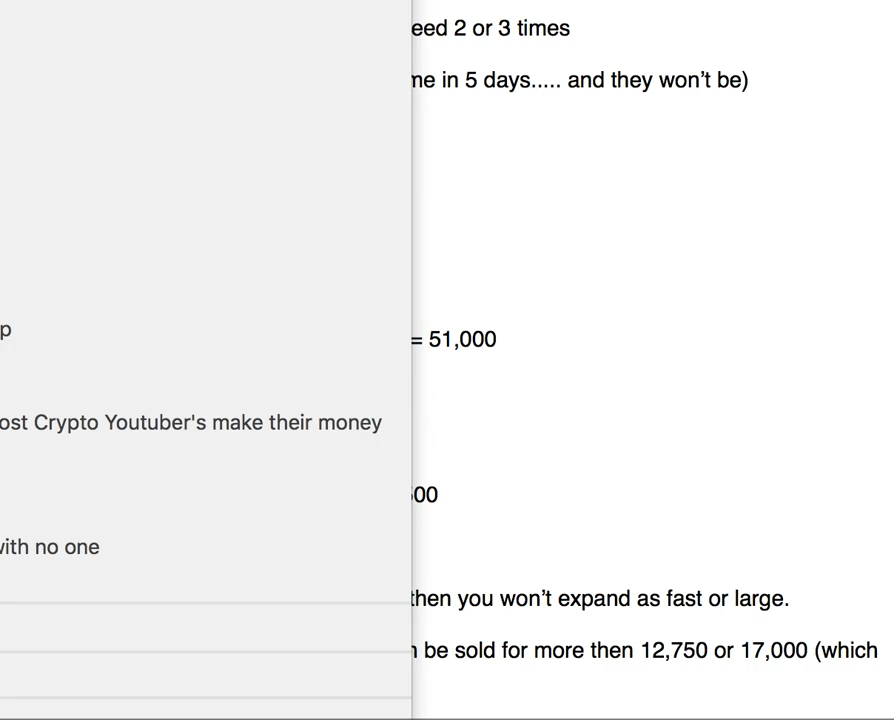 eed 2 or 3 times
me in 5 days..... and they won't be)
p
= 51,000
ost Crypto Youtuber's make their money
00
with no one
then you won't expand as fast or large.
be sold for more then 12,750 or 17,000 (which